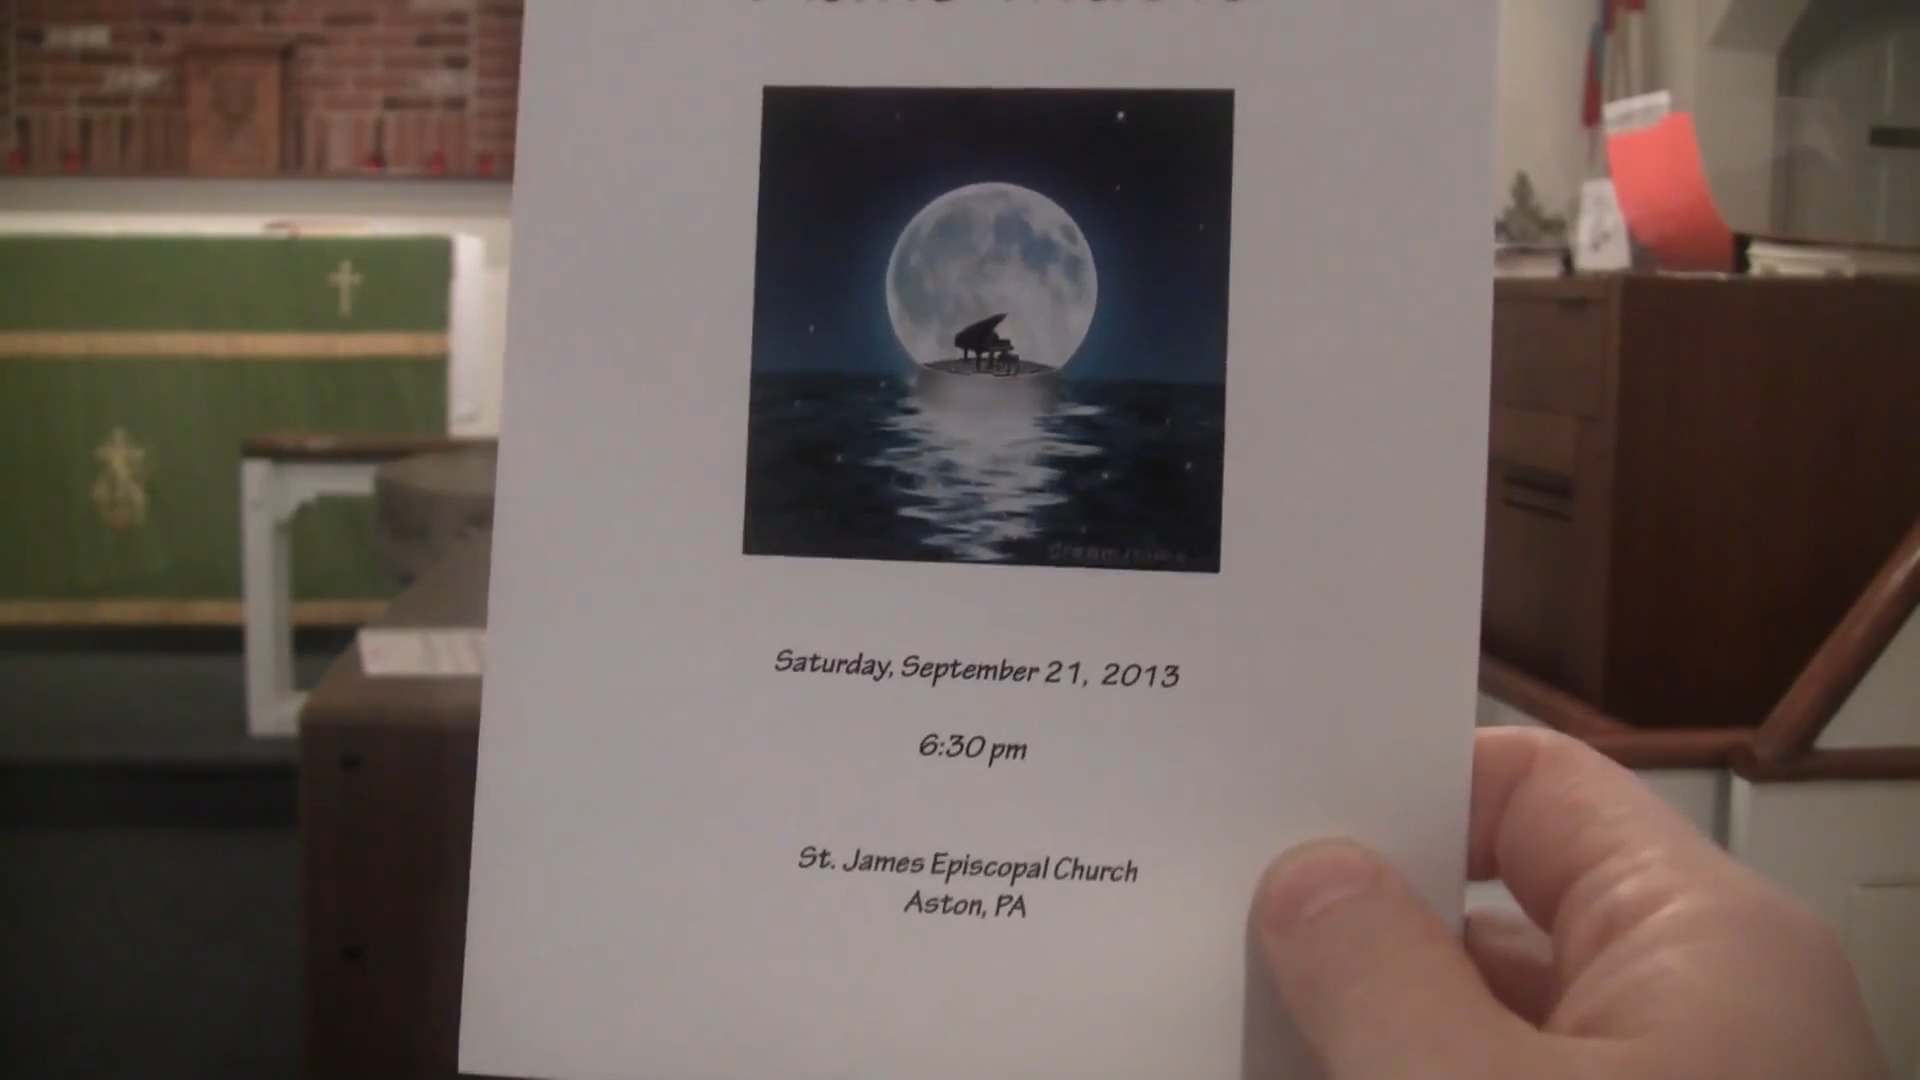 Saturday, September 21, 2013
6:30 pm
St. James Episcopal Church
Aston, PA